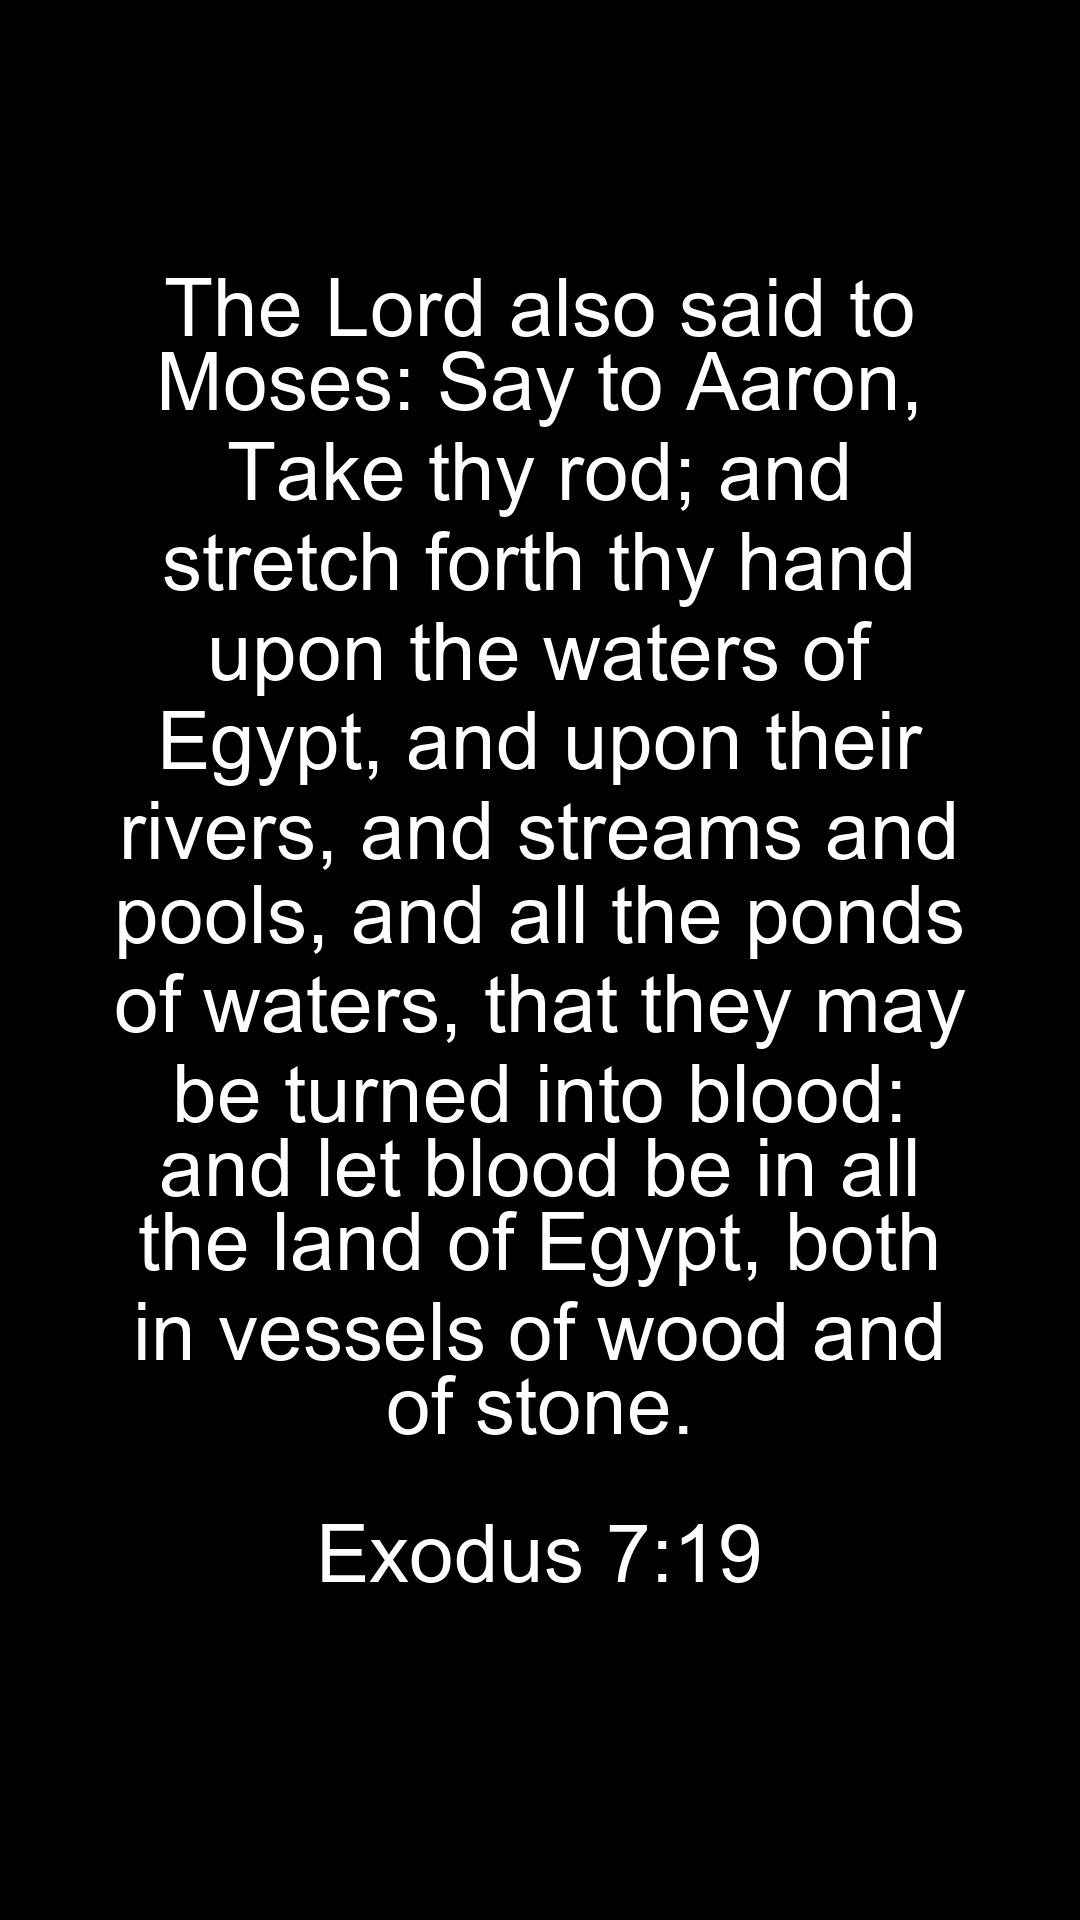 The Lord also said to
Moses: Say to Aaron,
Take thy rod; and
stretch forth thy hand
upon the waters of
Egypt, and upon their
rivers, and streams and
pools, and all the ponds
of waters, that they may
be turned into blood:
and let blood be in all
the land of Egypt, both
in vessels of wood and
of stone.
Exodus 7:19